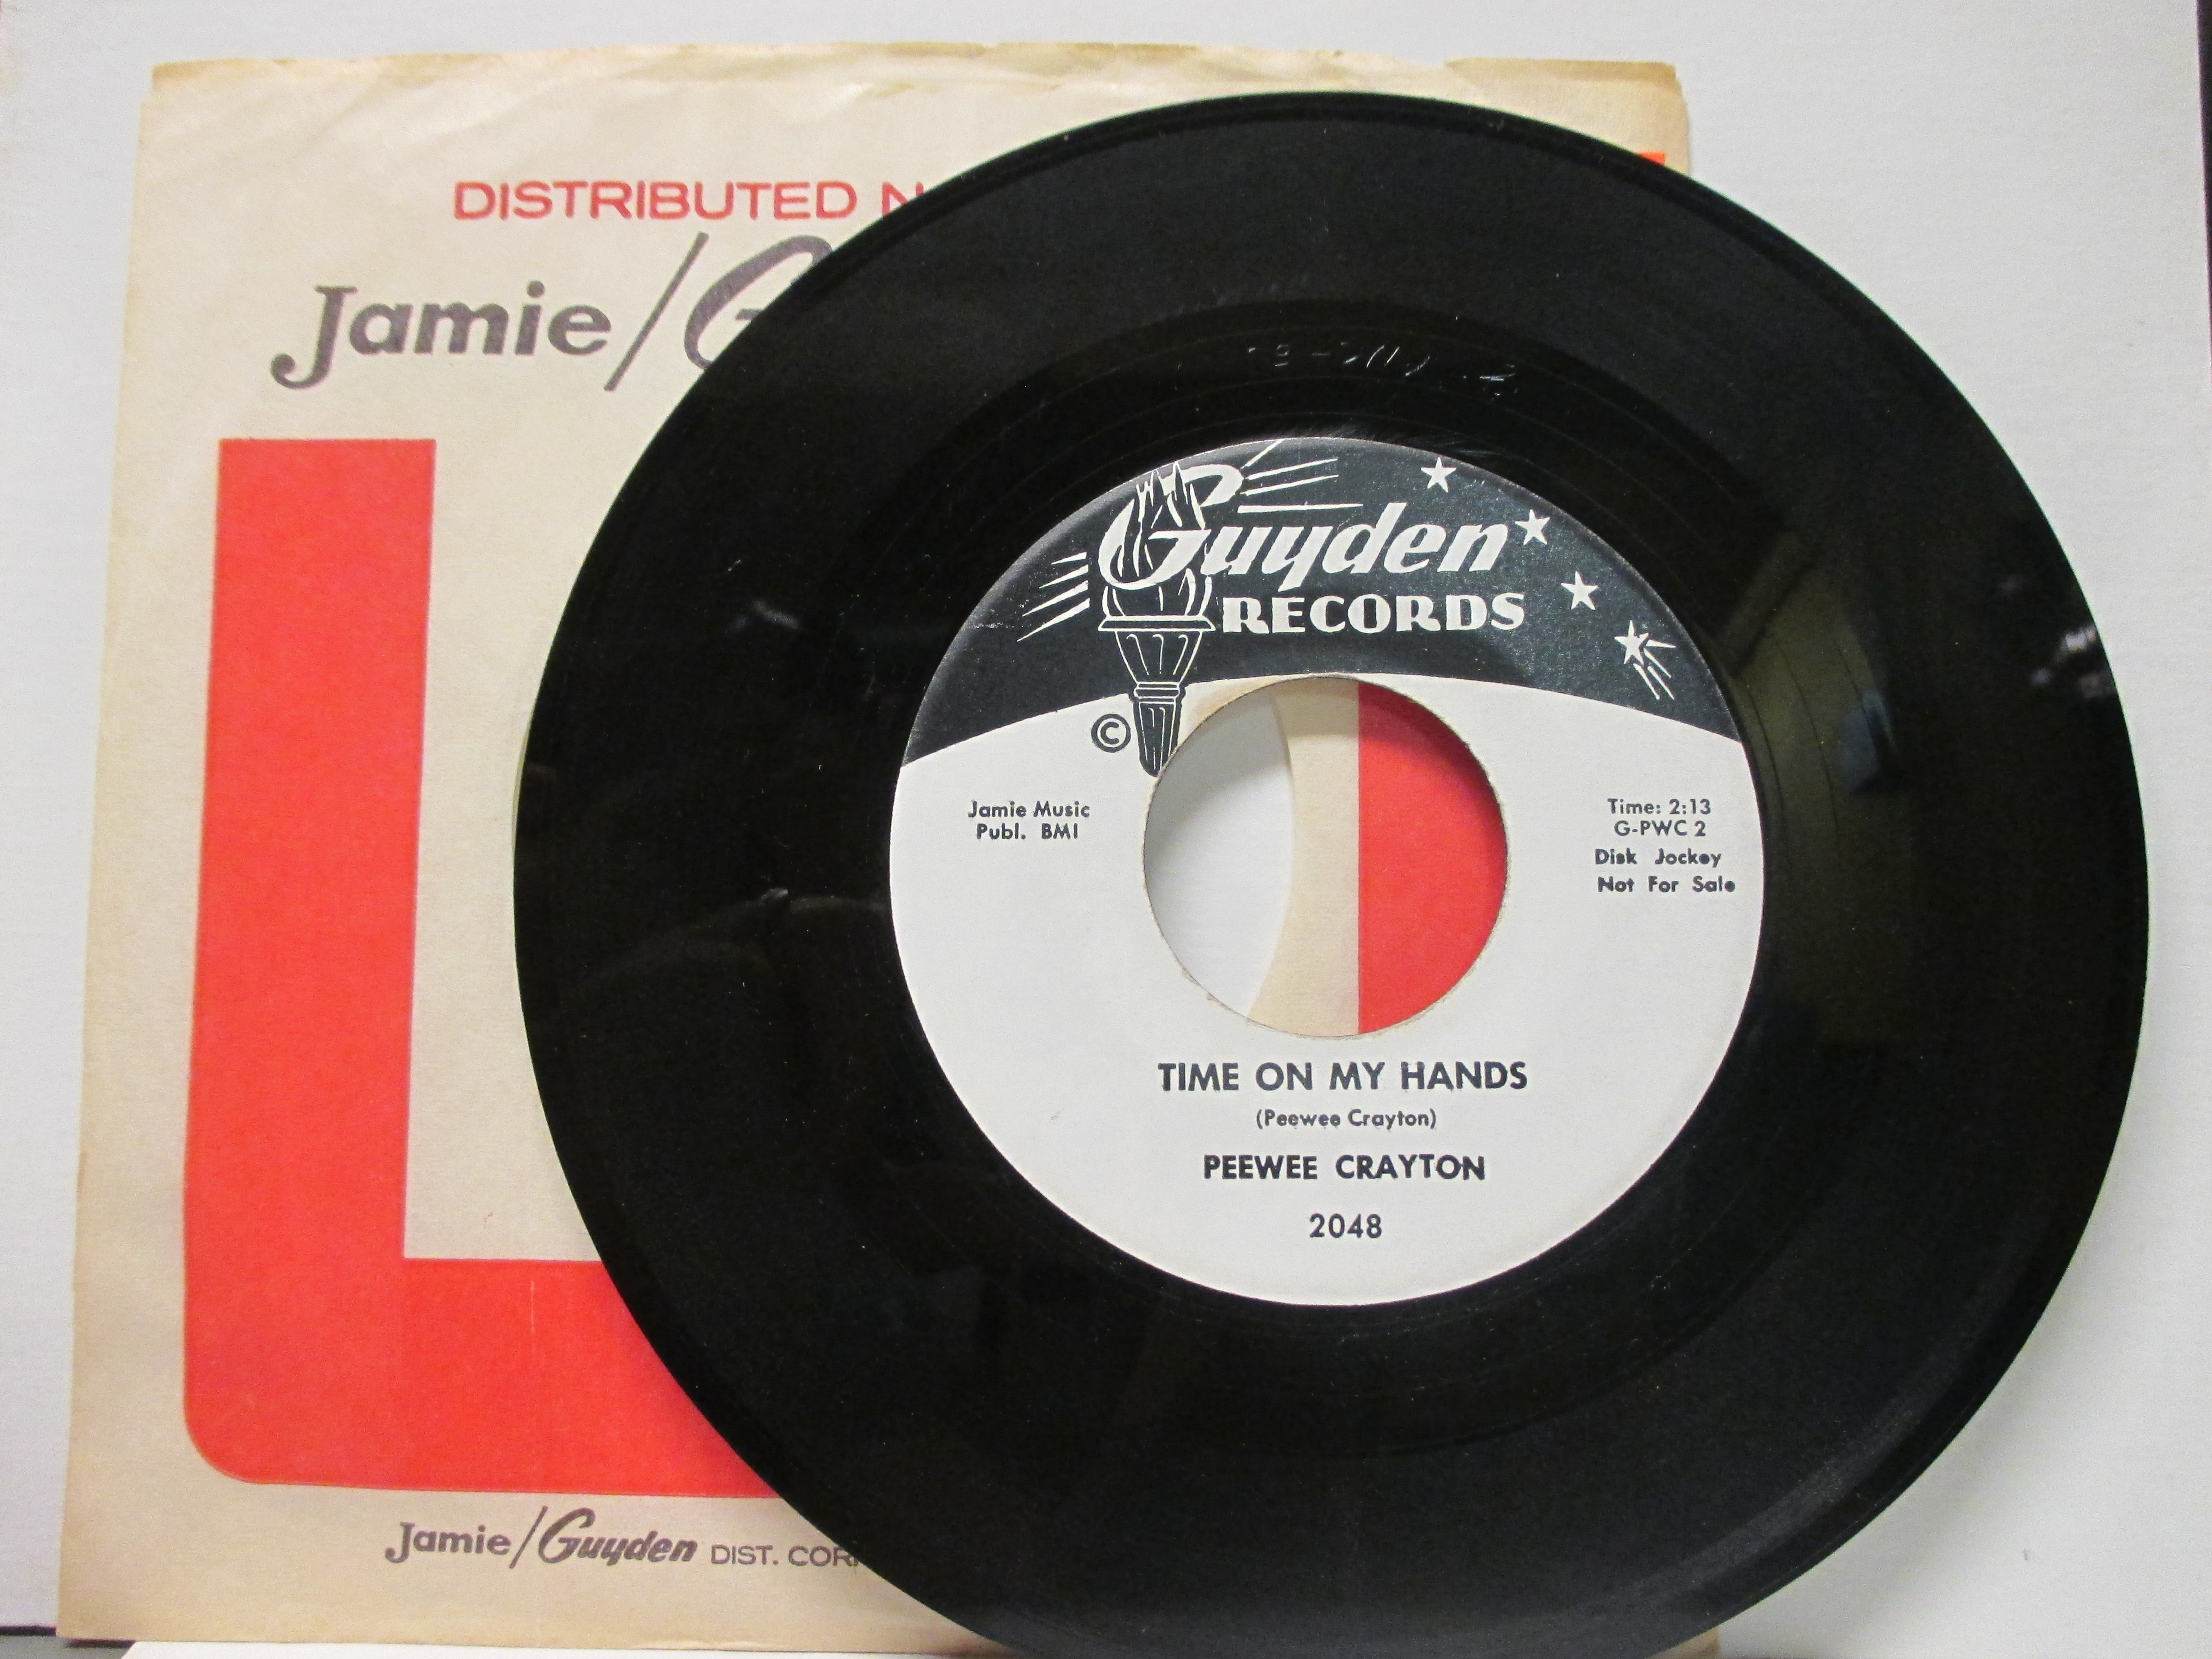 DISTRIBUTED
Jamie/
Guyden
RECORDS
©
Jamie Music
Publ. BMI
Time: 2:13
G-PWC 2
Disk Jockey
Not For Sale
TIME ON MY HANDS
(Peewee Crayton)
PEEWEE CRAYTON
2048
Jamie/Guyden DIST. COR